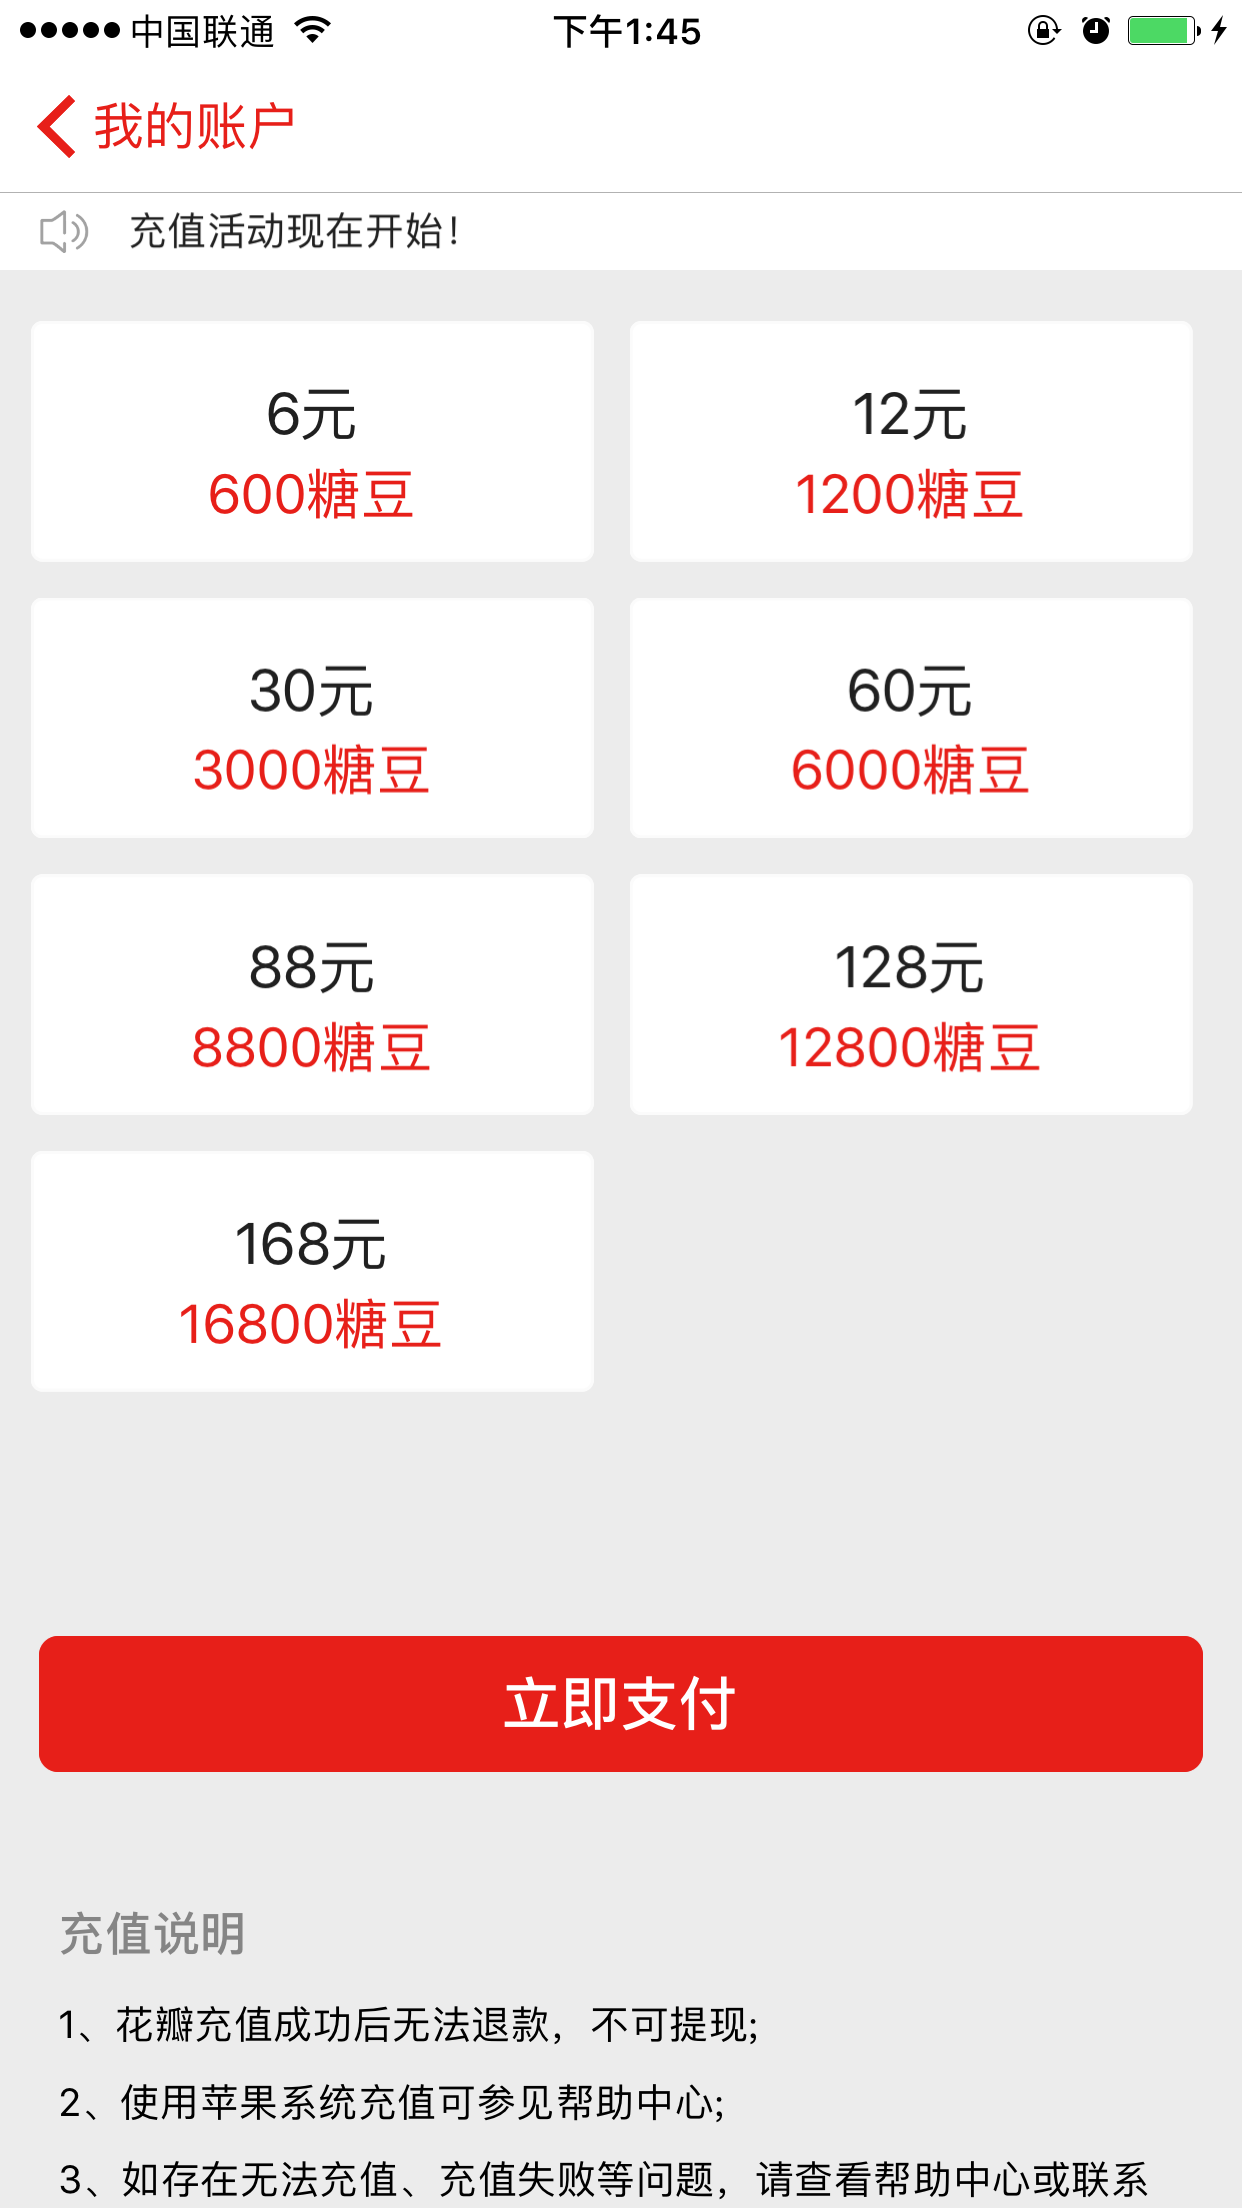 中国联通 下午1:45
我的账户
充值活动现在开始！
6元 12元
600糖豆 1200糖豆
30元 60元
3000糖豆 6000糖豆
88元 128元
8800糖豆 12800糖豆
168元
16800糖豆
立即支付
充值说明
1、花瓣充值成功后无法退款，不可提现;
2、使用苹果系统充值可参见帮助中心;
3、如存在无法充值、充值失败等问题，请查看帮助中心或联系